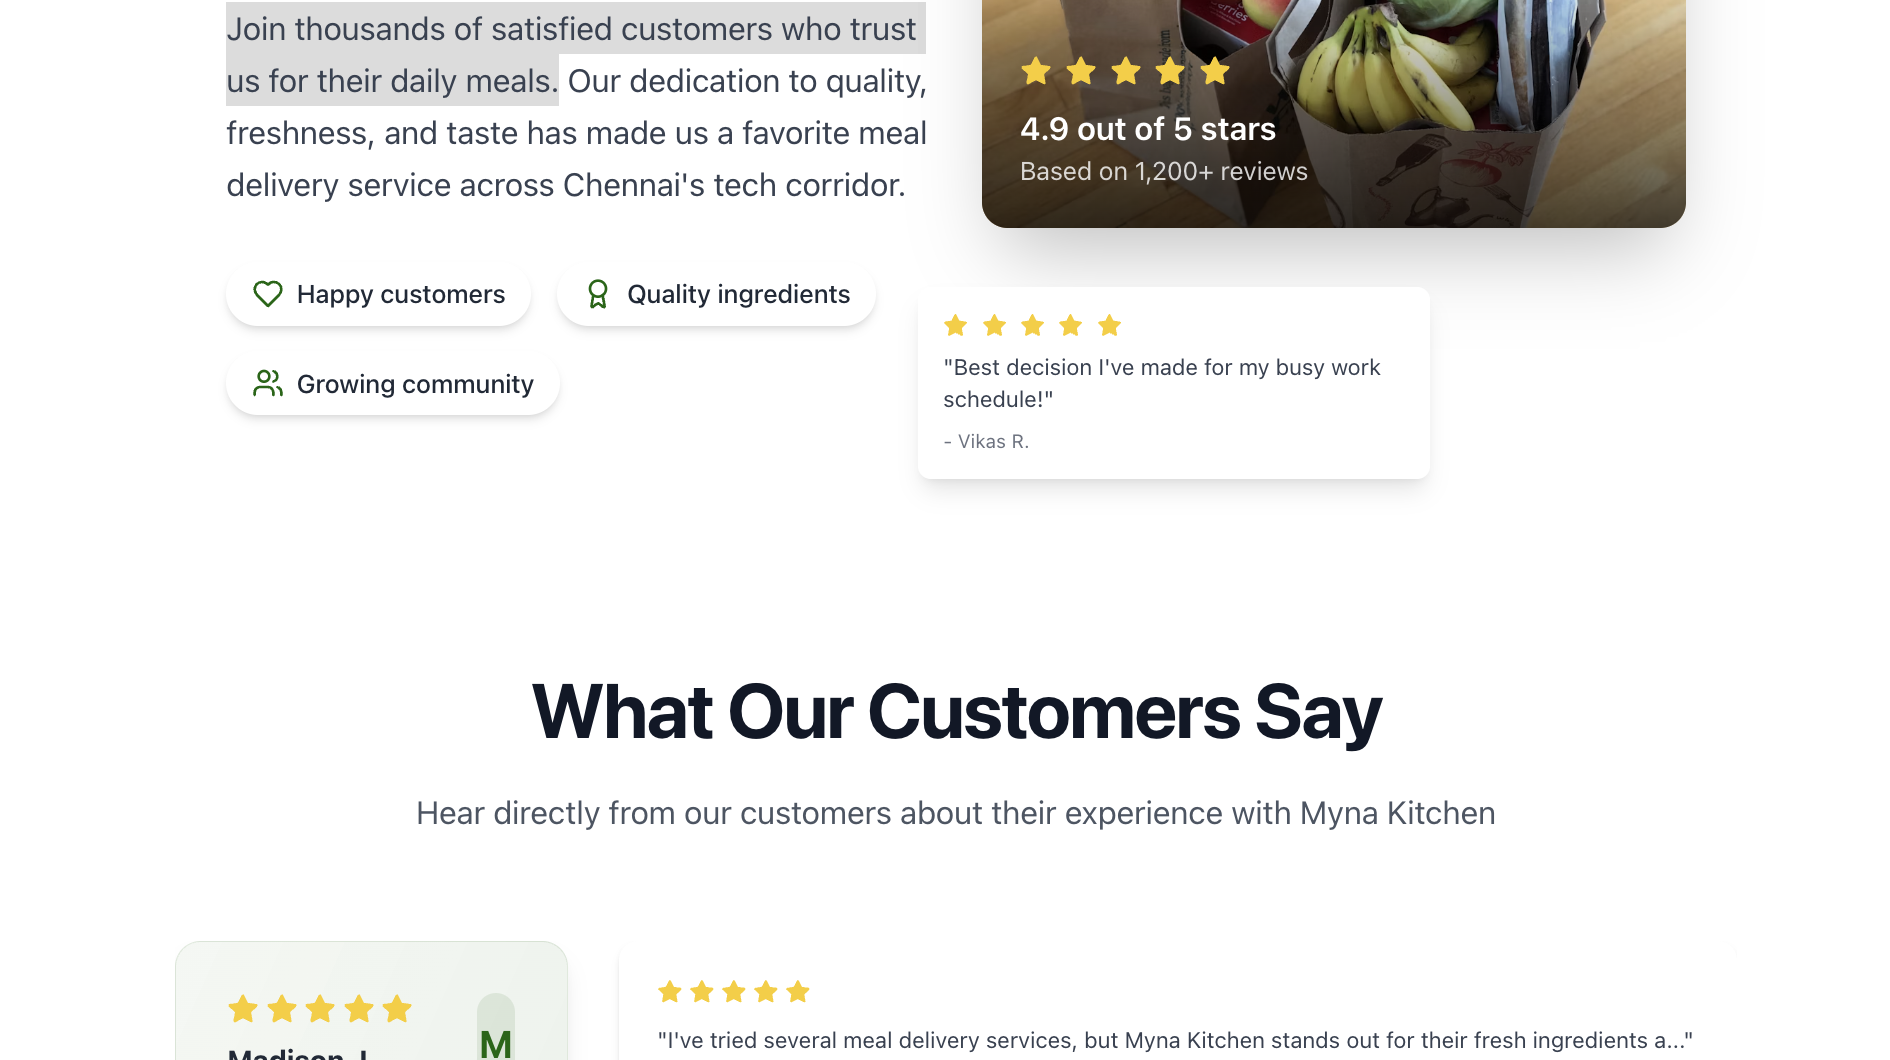 Join thousands of satisfied customers who trust
us for their daily meals. Our dedication to quality,
freshness, and taste has made us a favorite meal
delivery service across Chennai's tech corridor.
Happy customers
Quality ingredients
Growing community
4.9 out of 5 stars
Based on 1,200+ reviews
"Best decision I've made for my busy work
schedule!"
- Vikas R.
What Our Customers Say
Hear directly from our customers about their experience with Myna Kitchen
M
"I've tried several meal delivery services, but Myna Kitchen stands out for their fresh ingredients a..."